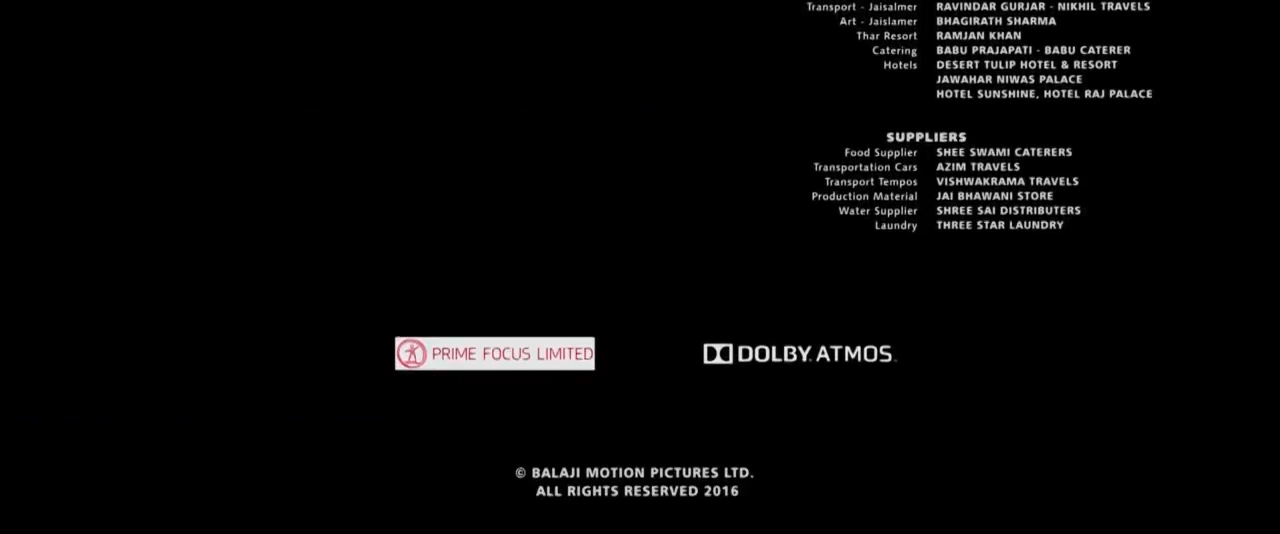 Transport - Jaisalmer RAVINDAR GURJAR - NIKHIL TRAVELS
Art - Jaislamer BHAGIRATH SHARMA
Thar Resort RAMJAN KHAN
Catering BABU PRAJAPATI - BABU CATERER
Hotels DESERT TULIP HOTEL & RESORT
JAWAHAR NIWAS PALACE
HOTEL SUNSHINE, HOTEL RAJ PALACE
SUPPLIERS
Food Supplier SHEE SWAMI CATERERS
Transportation Cars AZIM TRAVELS
Transport Tempos VISHWAKRAMA TRAVELS
Production Material JAI BHAWANI STORE
Water Supplier SHREE SAI DISTRIBUTERS
Laundry THREE STAR LAUNDRY
PRIME FOCUS LIMITED
DOLBY ATMOS
© BALAJI MOTION PICTURES LTD.
ALL RIGHTS RESERVED 2016